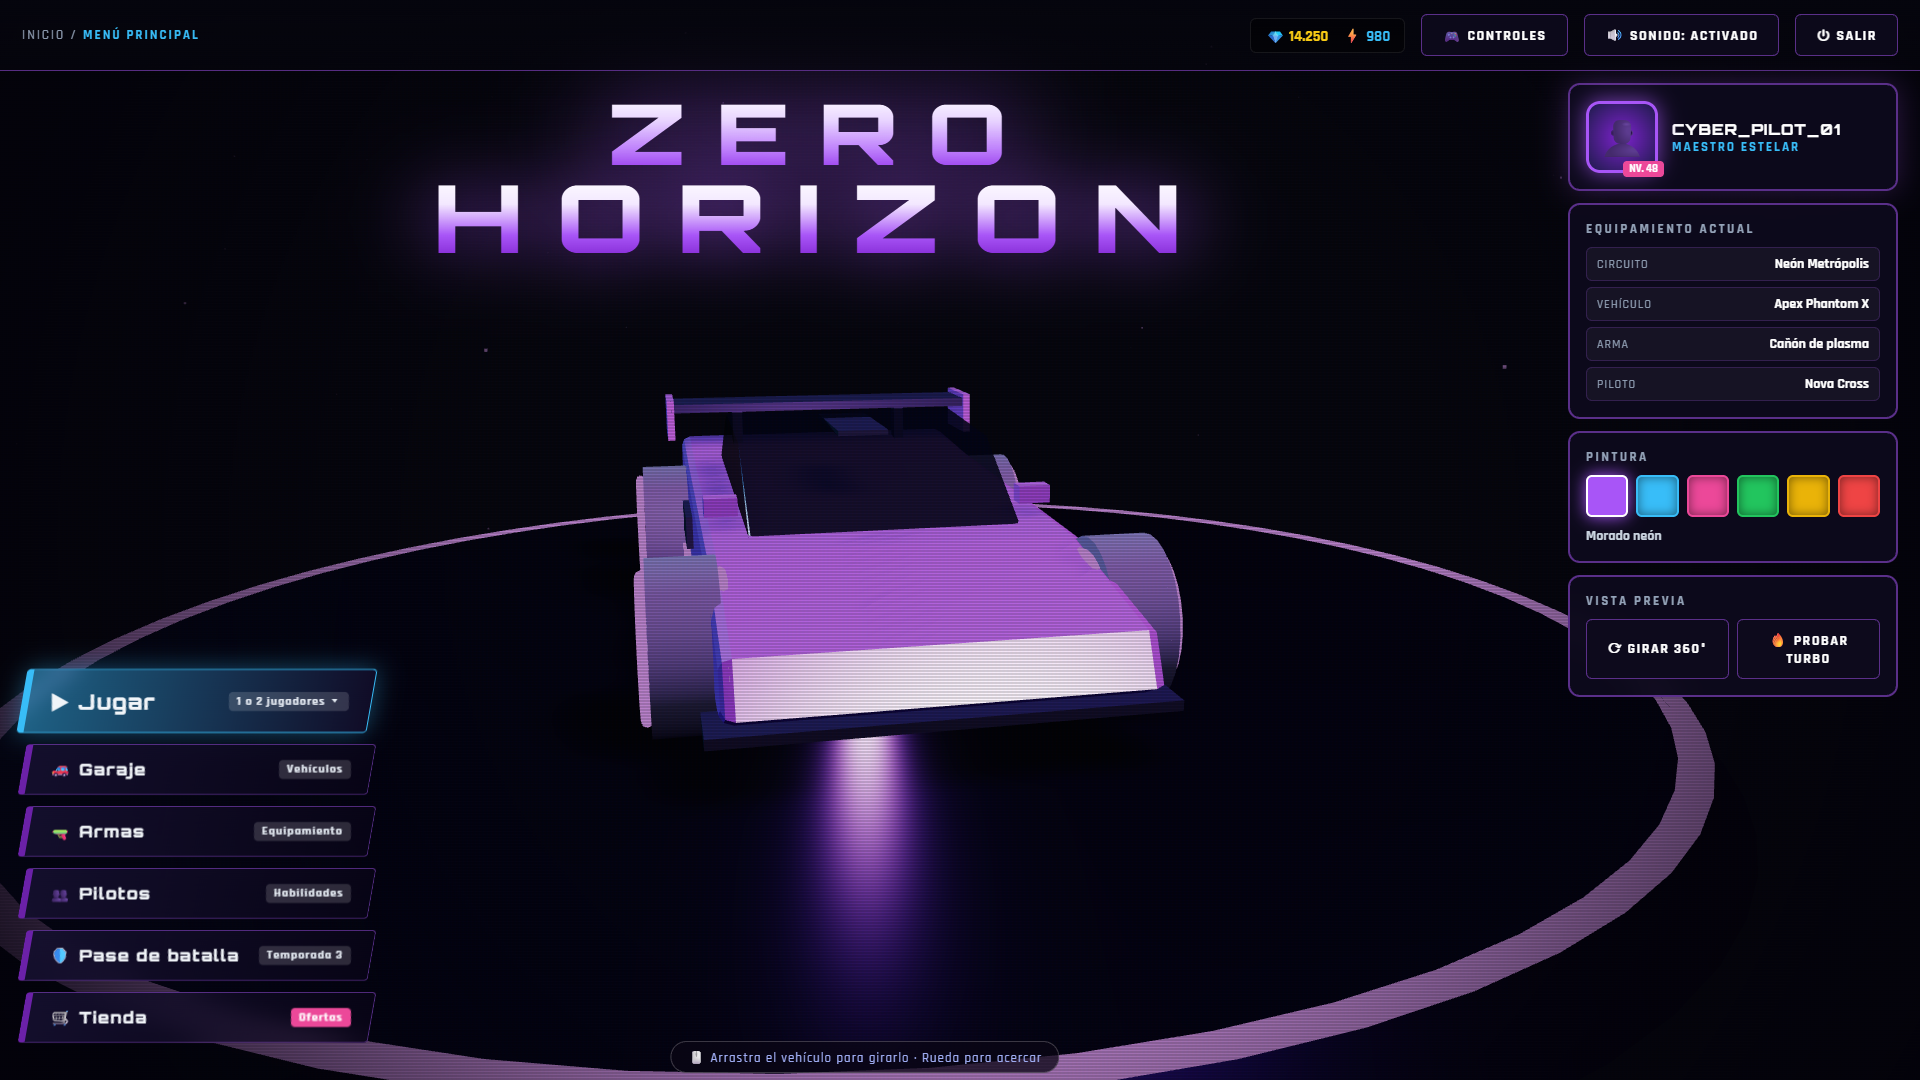 INICIO / MENÚ PRINCIPAL
14.250 980
CONTROLES
SONIDO: ACTIVADO
SALIR
ZERO
HORIZON
CYBER_PILOT_01
MAESTRO ESTELAR
NV. 48
EQUIPAMIENTO ACTUAL
CIRCUITO Neón Metrópolis
VEHÍCULO Apex Phantom X
ARMA Cañón de plasma
PILOTO Nova Cross
PINTURA
Morado neón
VISTA PREVIA
GIRAR 360°
PROBAR
TURBO
Jugar 1 o 2 jugadores
Garaje Vehículos
Armas Equipamiento
Pilotos Habilidades
Pase de batalla Temporada 3
Tienda Ofertas
Arrastra el vehículo para girarlo · Rueda para acercar